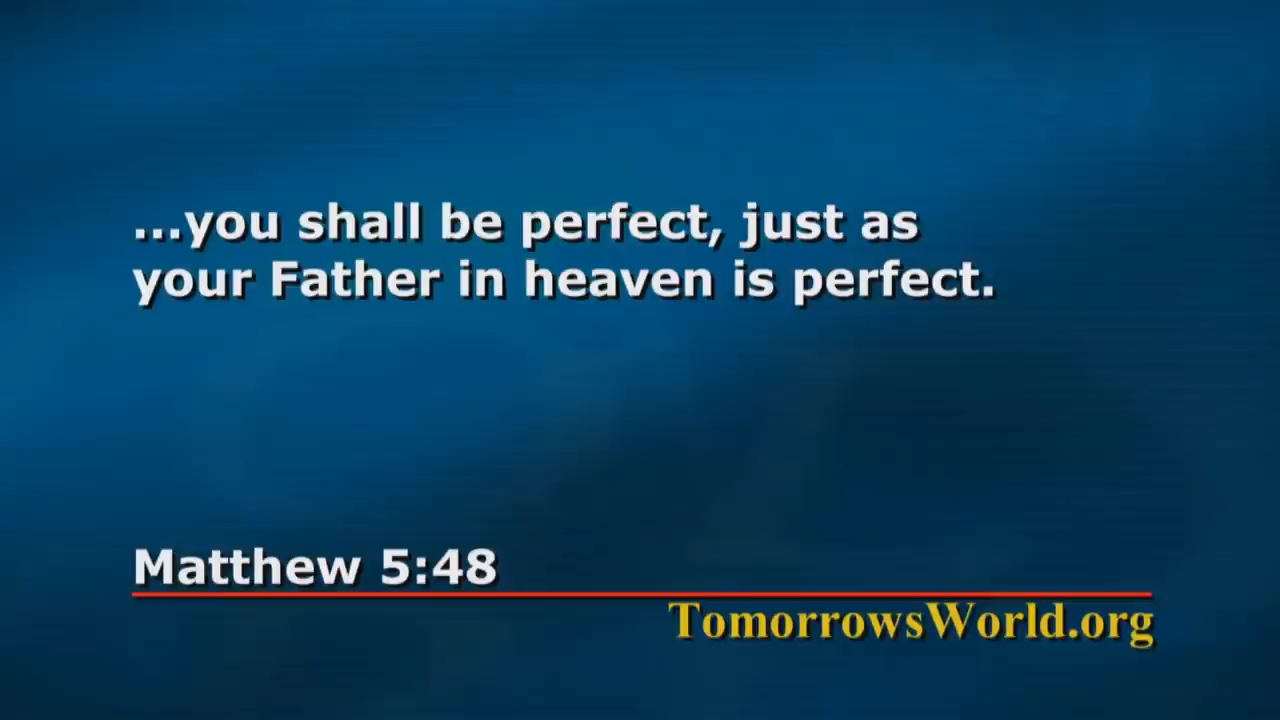 ...you shall be perfect, just as
your Father in heaven is perfect.
Matthew 5:48
TomorrowsWorld.org